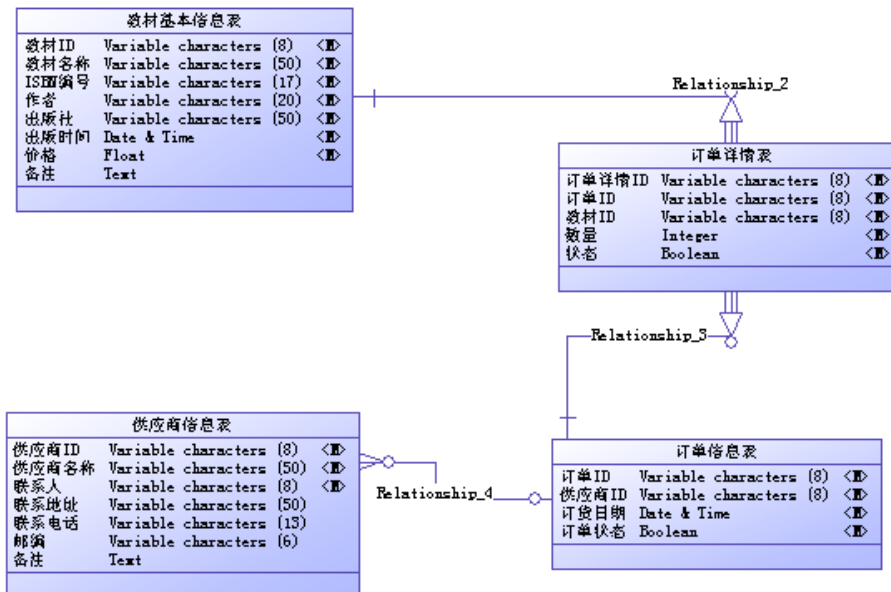 教材基本信息表
教材ID Variable characters (8) <M>
教材名称 Variable characters (50) <M>
ISBN编号 Variable characters (17) <M>
作者 Variable characters (20) <M>
出版社 Variable characters (50) <M>
出版时间 Date & Time <M>
价格 Float <M>
备注 Text
Relationship_2
订单详情表
订单详情ID Variable characters (8) <M>
订单ID Variable characters (8) <M>
教材ID Variable characters (8) <M>
数量 Integer <M>
状态 Boolean <M>
Relationship_3
供应商信息表
供应商ID Variable characters (8) <M>
供应商名称 Variable characters (50) <M>
联系人 Variable characters (8) <M>
联系地址 Variable characters (50)
联系电话 Variable characters (13)
邮编 Variable characters (6)
备注 Text
Relationship_4
订单信息表
订单ID Variable characters (8) <M>
供应商ID Variable characters (8) <M>
订货日期 Date & Time <M>
订单状态 Boolean <M>